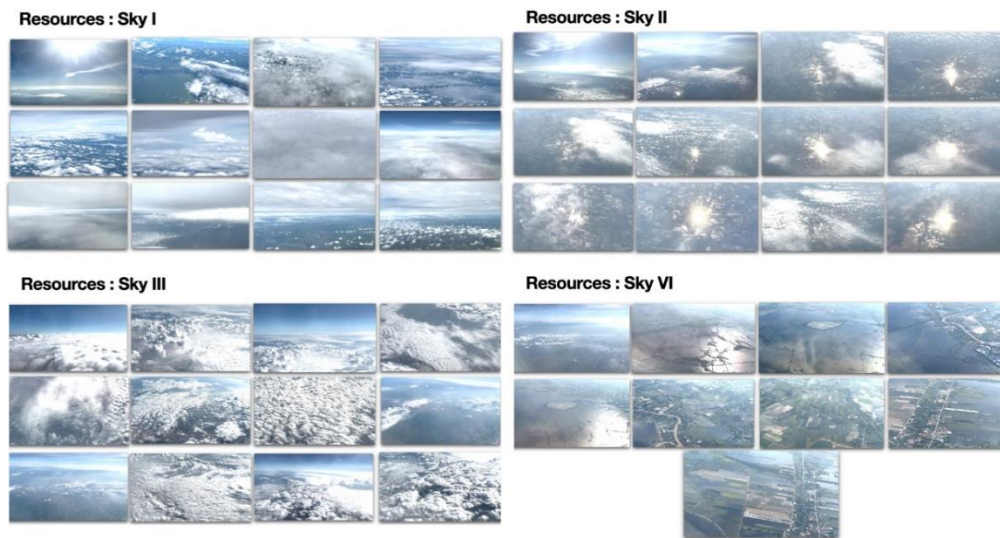 Resources : Sky I
Resources : Sky II
Resources : Sky III
Resources : Sky VI